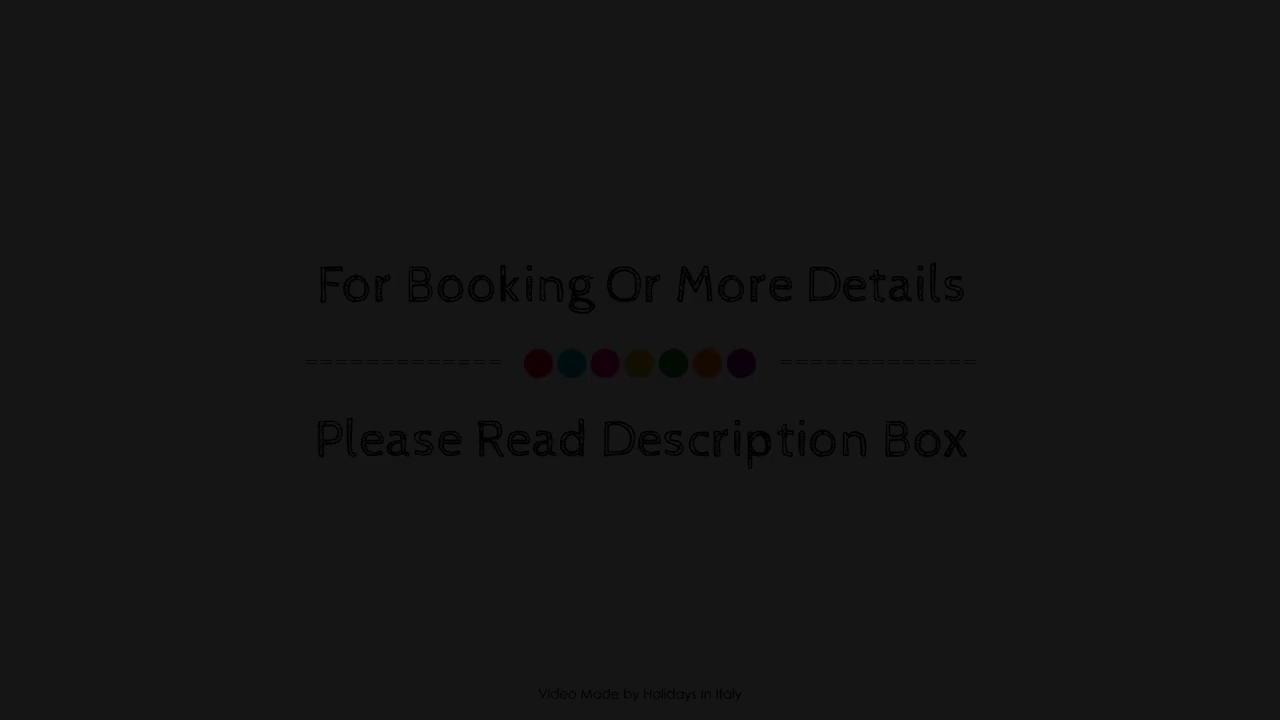 For Booking Or More Details
============= =============
Please Read Description Box
Video Made by Holidays in Italy